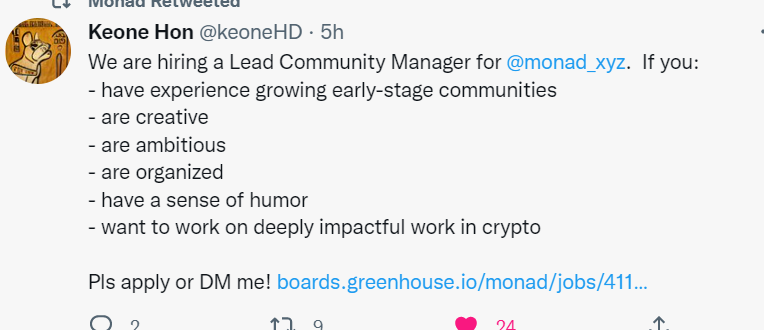 Monad Retweeted
Keone Hon @keoneHD · 5h
We are hiring a Lead Community Manager for @monad_xyz.  If you:
- have experience growing early-stage communities
- are creative
- are ambitious
- are organized
- have a sense of humor
- want to work on deeply impactful work in crypto
Pls apply or DM me! boards.greenhouse.io/monad/jobs/411...
2 9 24